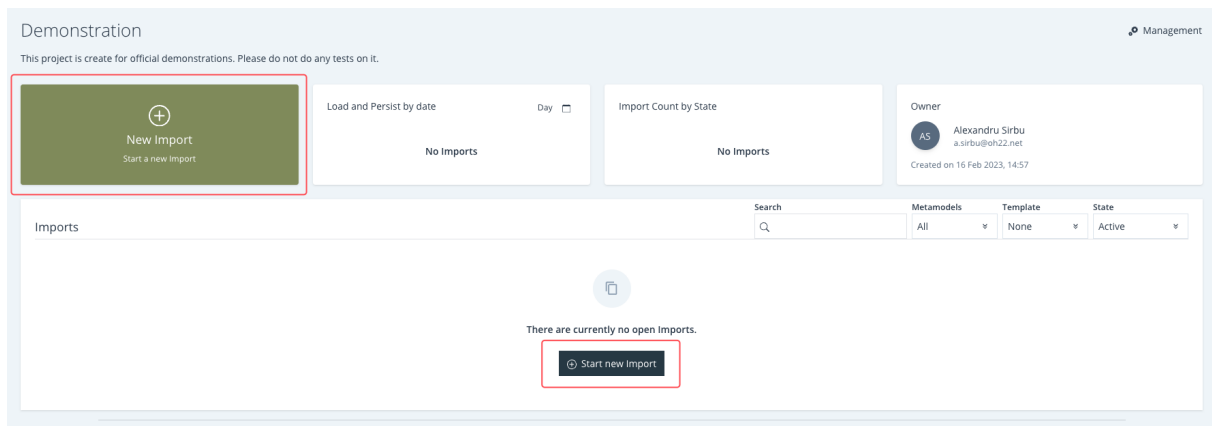 Demonstration
Management
This project is create for official demonstrations. Please do not do any tests on it.
New Import
Start a new Import
Load and Persist by date
Day
No Imports
Import Count by State
No Imports
Owner
AS
Alexandru Sirbu
a.sirbu@oh22.net
Created on 16 Feb 2023, 14:57
Imports
Search
Metamodels
All
Template
None
State
Active
There are currently no open Imports.
Start new Import